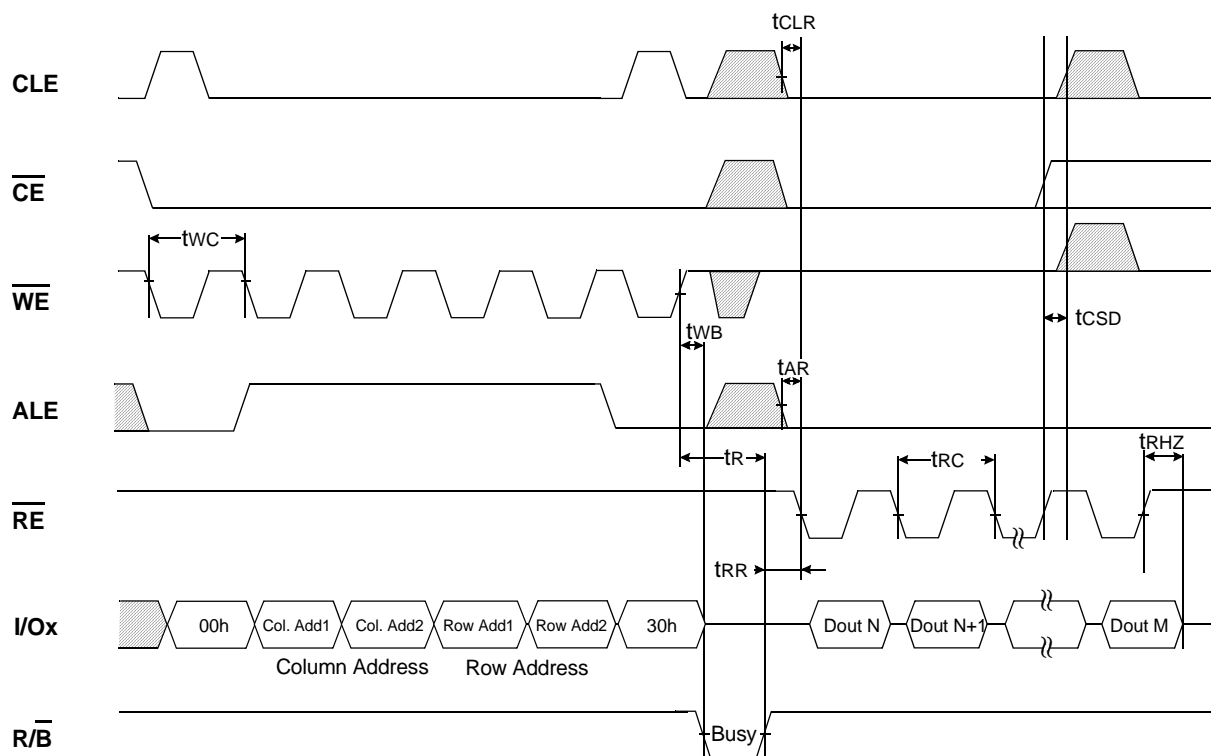 tCLR
CLE
CE
tWC
WE
tWB
tCSD
tAR
ALE
tR
tRC
tRHZ
RE
tRR
I/Ox
00h
Col. Add1
Col. Add2
Row Add1
Row Add2
30h
Dout N
Dout N+1
Dout M
Column Address
Row Address
Busy
R/B